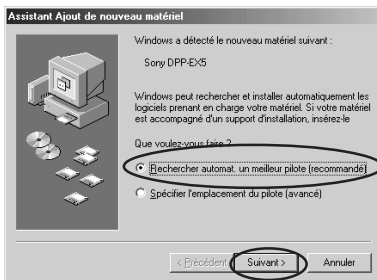 Assistant Ajout de nouveau matériel
Windows a détecté le nouveau matériel suivant :
Sony DPP-EX5
Windows peut rechercher et installer automatiquement les
logiciels prenant en charge votre matériel. Si votre matériel
est accompagné d'un support d'installation, insérez-le
Que voulez-vous faire ?
Rechercher automat. un meilleur pilote (recommandé)
Spécifier l'emplacement du pilote (avancé)
< Précédent Suivant > Annuler